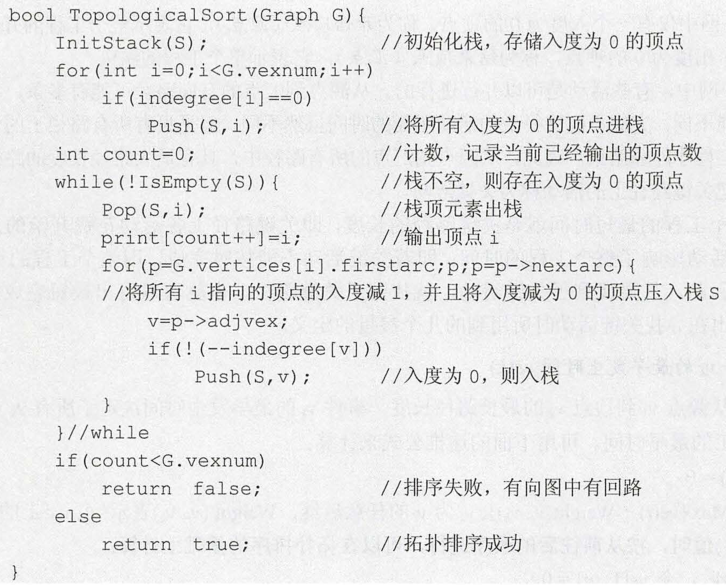 bool TopologicalSort(Graph G){
InitStack(S); //初始化栈，存储入度为 0 的顶点
for(int i=0;i<G.vexnum;i++)
if(indegree[i]==0)
Push(S,i); //将所有入度为 0 的顶点进栈
int count=0; //计数，记录当前已经输出的顶点数
while(!IsEmpty(S)){ //栈不空，则存在入度为 0 的顶点
Pop(S,i); //栈顶元素出栈
print[count++]=i; //输出顶点 i
for(p=G.vertices[i].firstarc;p;p=p->nextarc){
//将所有 i 指向的顶点的入度减 1，并且将入度减为 0 的顶点压入栈 S
v=p->adjvex;
if(!(--indegree[v]))
Push(S,v); //入度为 0，则入栈
}
}//while
if(count<G.vexnum)
return false; //排序失败，有向图中有回路
else
return true; //拓扑排序成功
}